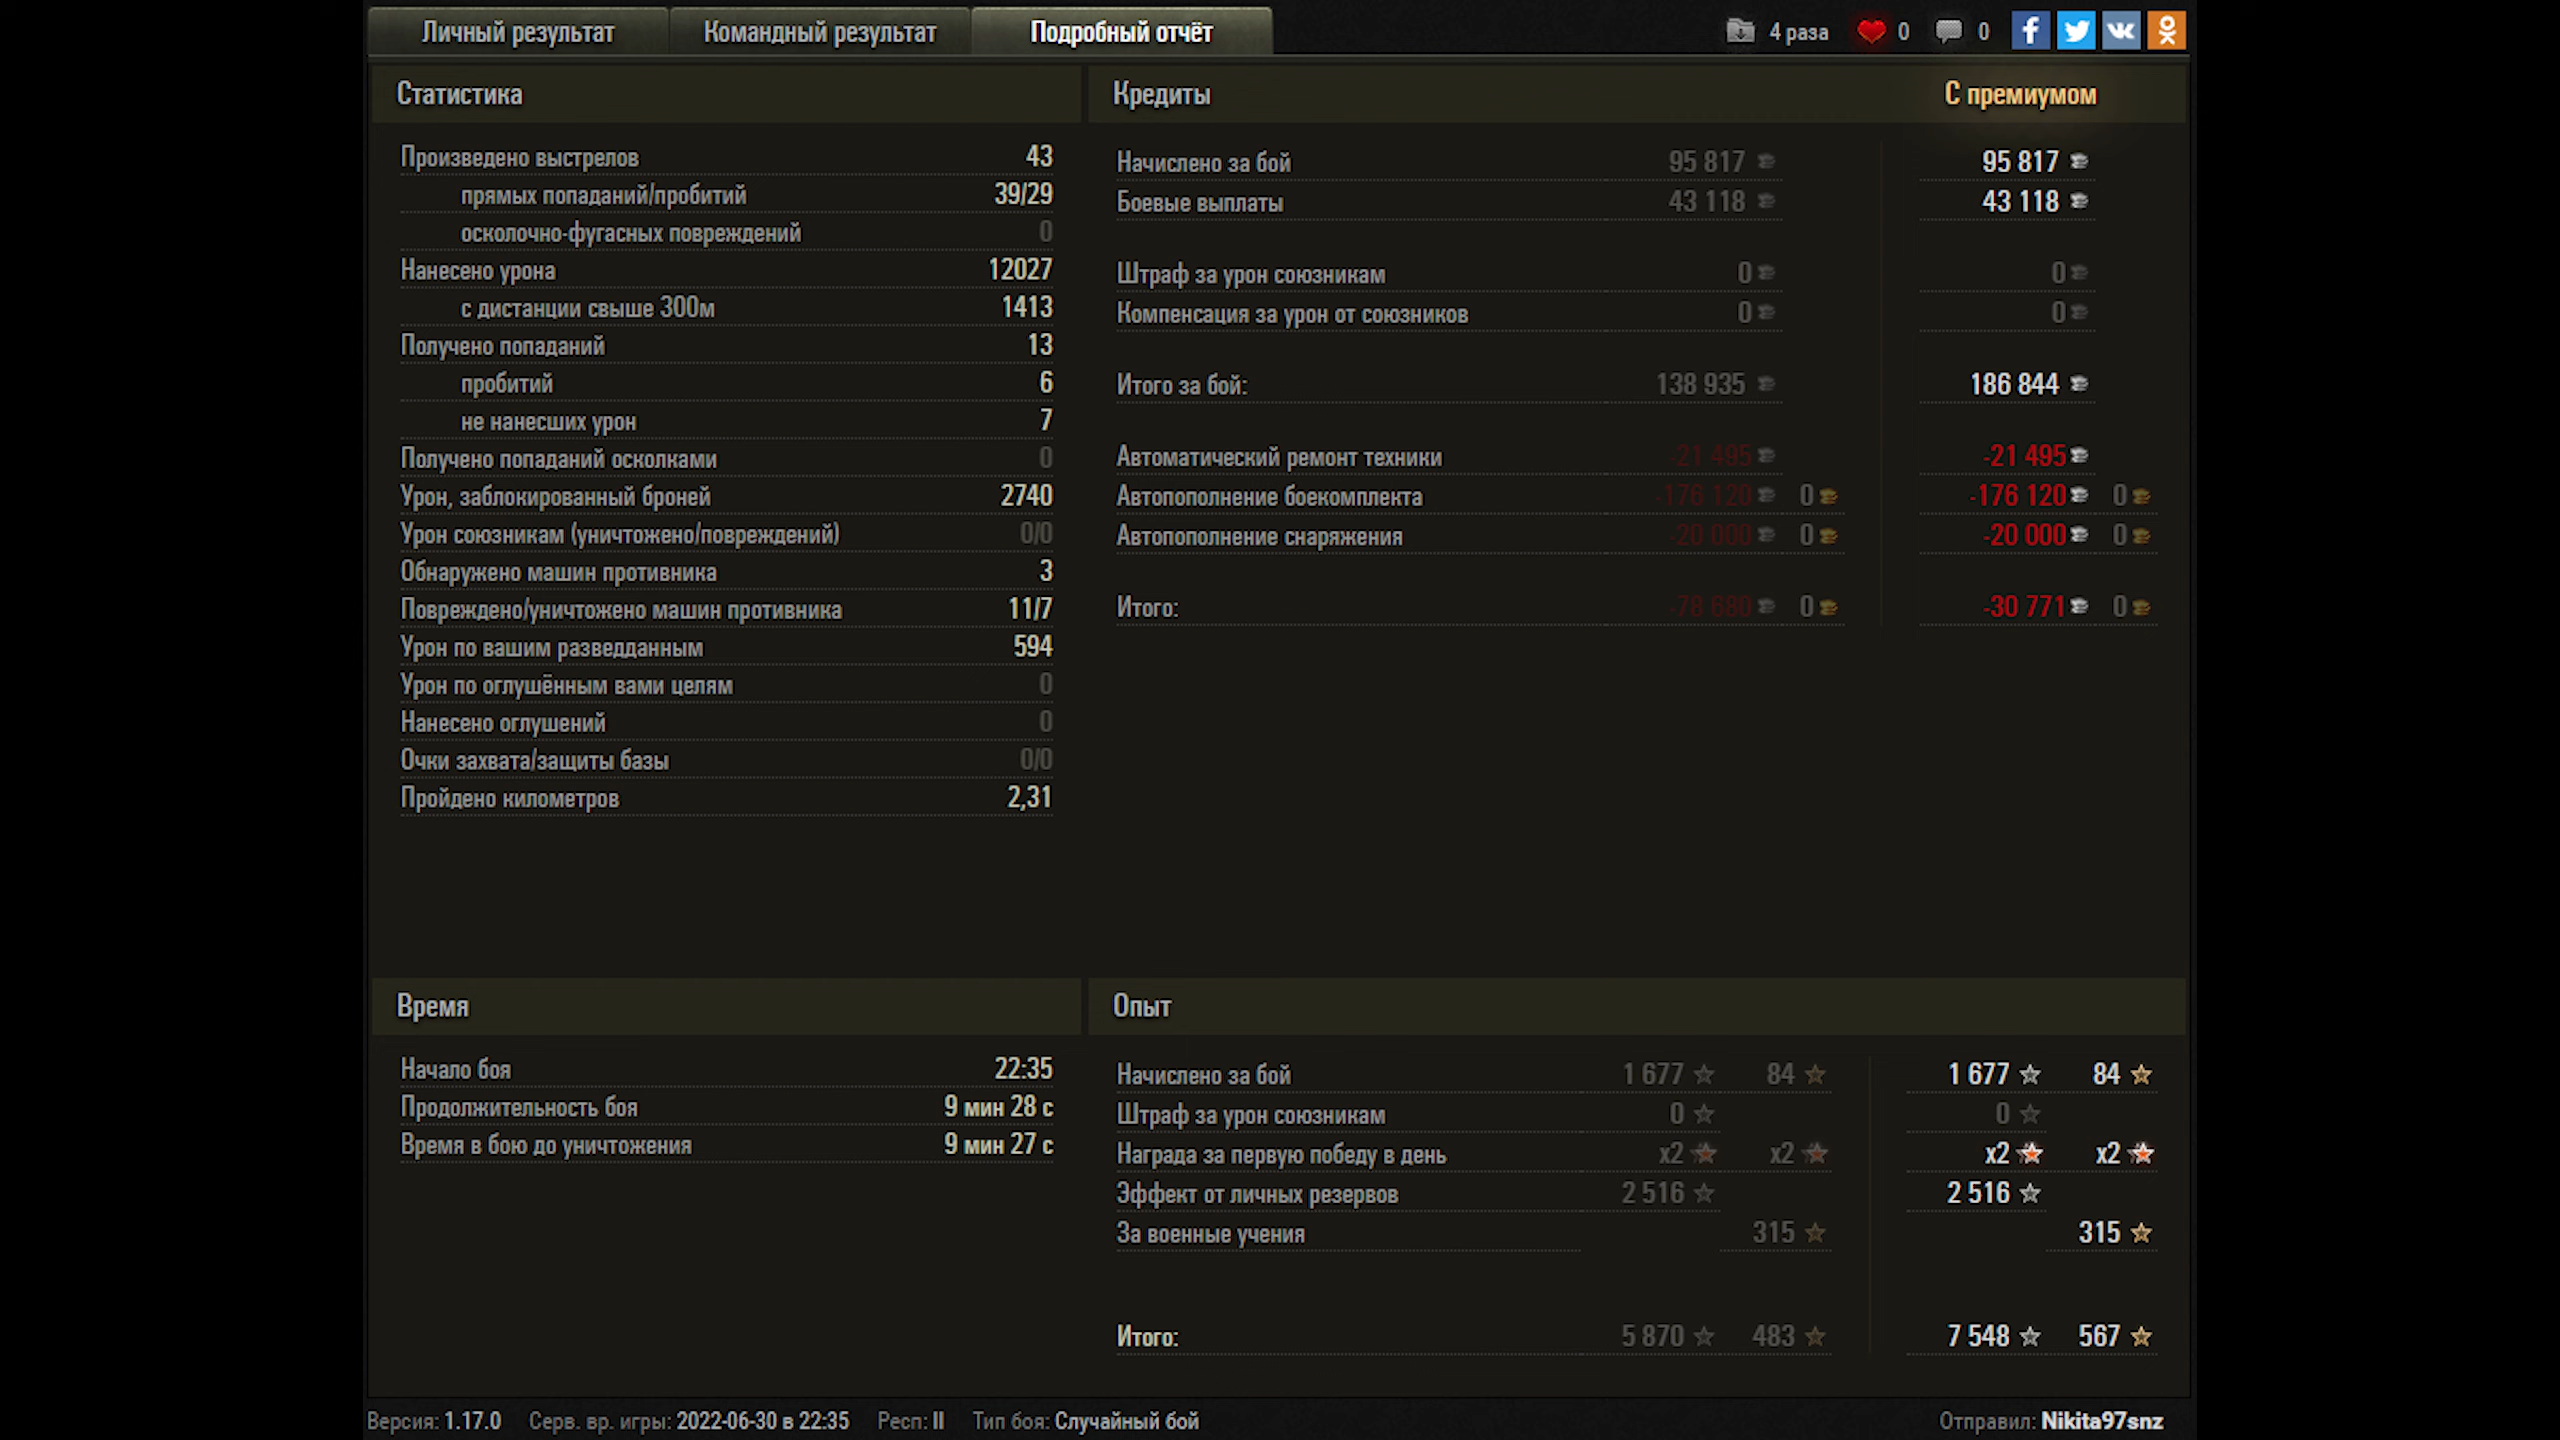 Личный результат Командный результат Подробный отчёт 4 раза 0 0
Статистика
Произведено выстрелов 43
прямых попаданий/пробитий 39/29
осколочно-фугасных повреждений 0
Нанесено урона 12027
с дистанции свыше 300м 1413
Получено попаданий 13
пробитий 6
не нанесших урон 7
Получено попаданий осколками 0
Урон, заблокированный броней 2740
Урон союзникам (уничтожено/повреждений) 0/0
Обнаружено машин противника 3
Повреждено/уничтожено машин противника 11/7
Урон по вашим разведданным 594
Урон по оглушённым вами целям 0
Нанесено оглушений 0
Очки захвата/защиты базы 0/0
Пройдено километров 2,31
Кредиты С премиумом
Начислено за бой 95 817 95 817
Боевые выплаты 43 118 43 118
Штраф за урон союзникам 0 0
Компенсация за урон от союзников 0 0
Итого за бой: 138 935 186 844
Автоматический ремонт техники -21 495 -21 495
Автопополнение боекомплекта -176 120 0 -176 120 0
Автопополнение снаряжения -20 000 0 -20 000 0
Итого: -78 680 0 -30 771 0
Время
Начало боя 22:35
Продолжительность боя 9 мин 28 с
Время в бою до уничтожения 9 мин 27 с
Опыт
Начислено за бой 1 677 84 1 677 84
Штраф за урон союзникам 0 0
Награда за первую победу в день x2 x2 x2 x2
Эффект от личных резервов 2 516 2 516
За военные учения 315 315
Итого: 5 870 483 7 548 567
Версия: 1.17.0 Серв. вр. игры: 2022-06-30 в 22:35 Респ: II Тип боя: Случайный бой Отправил: Nikita97snz